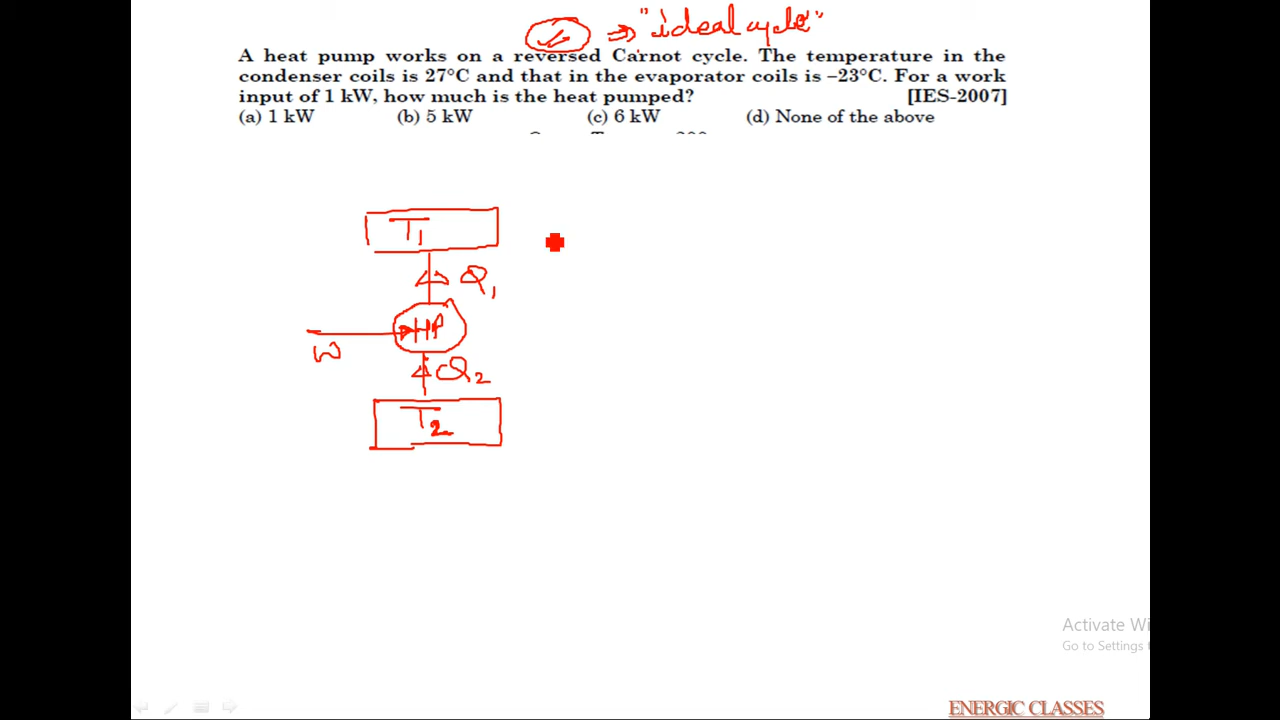 ⇒ "ideal cycle"
A heat pump works on a reversed Carnot cycle. The temperature in the
condenser coils is 27°C and that in the evaporator coils is –23°C. For a work
input of 1 kW, how much is the heat pumped? [IES-2007]
(a) 1 kW (b) 5 kW (c) 6 kW (d) None of the above
T1
Q1
HP
W
Q2
T2
Activate Wi
Go to Settings
ENERGIC CLASSES